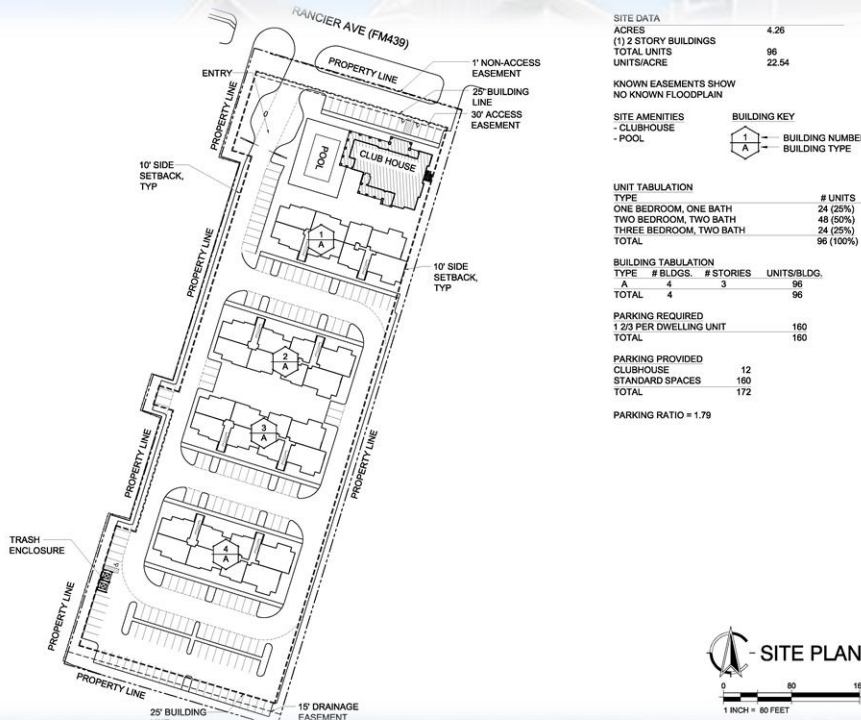 RANCIER AVE (FM439)
PROPERTY LINE
1' NON-ACCESS
EASEMENT
25' BUILDING
LINE
30' ACCESS
EASEMENT
ENTRY
PROPERTY LINE
10' SIDE
SETBACK,
TYP
POOL
CLUB HOUSE
1
A
PROPERTY LINE
10' SIDE
SETBACK,
TYP
2
A
3
A
PROPERTY LINE
PROPERTY LINE
4
A
TRASH
ENCLOSURE
PROPERTY LINE
PROPERTY LINE
25' BUILDING
15' DRAINAGE
EASEMENT
SITE DATA
ACRES 4.26
(1) 2 STORY BUILDINGS
TOTAL UNITS 96
UNITS/ACRE 22.54
KNOWN EASEMENTS SHOW
NO KNOWN FLOODPLAIN
SITE AMENITIES
- CLUBHOUSE
- POOL
BUILDING KEY
1 BUILDING NUMBER
A BUILDING TYPE
UNIT TABULATION
TYPE # UNITS
ONE BEDROOM, ONE BATH 24 (25%)
TWO BEDROOM, TWO BATH 48 (50%)
THREE BEDROOM, TWO BATH 24 (25%)
TOTAL 96 (100%)
BUILDING TABULATION
TYPE # BLDGS. # STORIES UNITS/BLDG.
A 4 3 96
TOTAL 4 96
PARKING REQUIRED
1 2/3 PER DWELLING UNIT 160
TOTAL 160
PARKING PROVIDED
CLUBHOUSE 12
STANDARD SPACES 160
TOTAL 172
PARKING RATIO = 1.79
SITE PLAN
0 80 16
1 INCH = 80 FEET